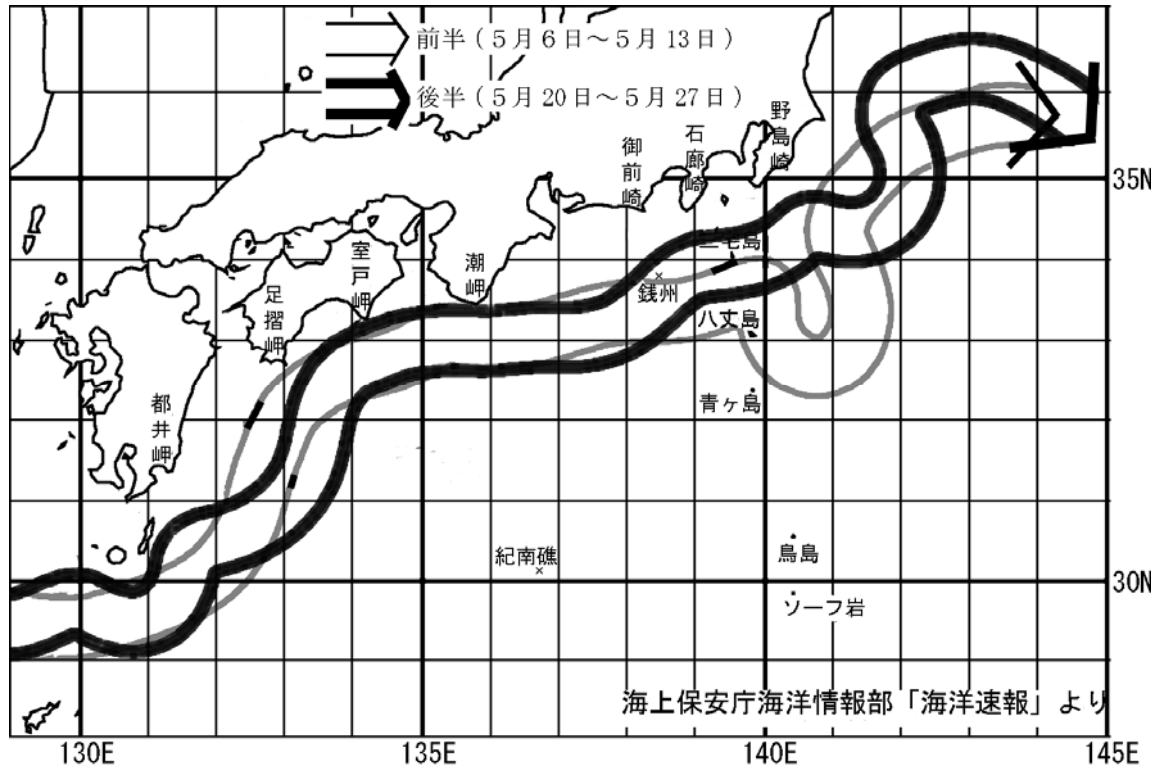 前半(5月6日～5月13日)
後半(5月20日～5月27日)
野島崎
石廊崎
御前崎
35N
三宅島
室戸岬
潮岬
足摺岬
銭州
八丈島
青ヶ島
都井岬
鳥島
紀南礁
30N
ソーフ岩
海上保安庁海洋情報部「海洋速報」より
130E
135E
140E
145E